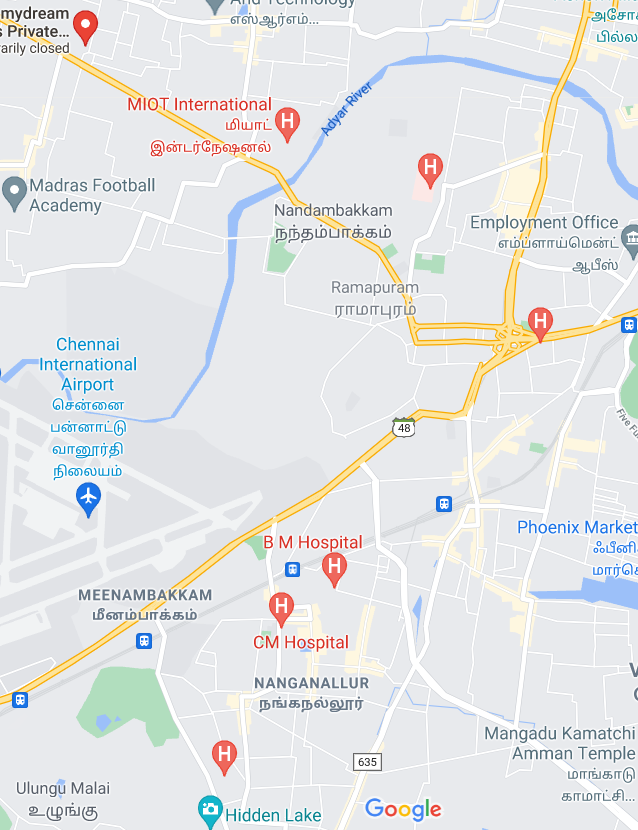 mydream
s Private...
rarily closed
And Technology
எஸ்ஆர்எம்...
அசோக
பில்ல
MIOT International
மியாட்
இன்டர்நேஷனல்
Adyar River
Madras Football
Academy
Nandambakkam
நந்தம்பாக்கம்
Employment Office
எம்ப்ளாய்மென்ட்
ஆபீஸ்
Ramapuram
ராமாபுரம்
Chennai
International
Airport
சென்னை
பன்னாட்டு
வானூர்தி
நிலையம்
48
Five Fu
Phoenix Market
ஃபீனி
மார்கெ
B M Hospital
MEENAMBAKKAM
மீனம்பாக்கம்
CM Hospital
NANGANALLUR
நங்கநல்லூர்
V
Mangadu Kamatchi
Amman Temple
மாங்காடு
காமாட்சி...
635
Ulungu Malai
உழுங்கு
Google
Hidden Lake